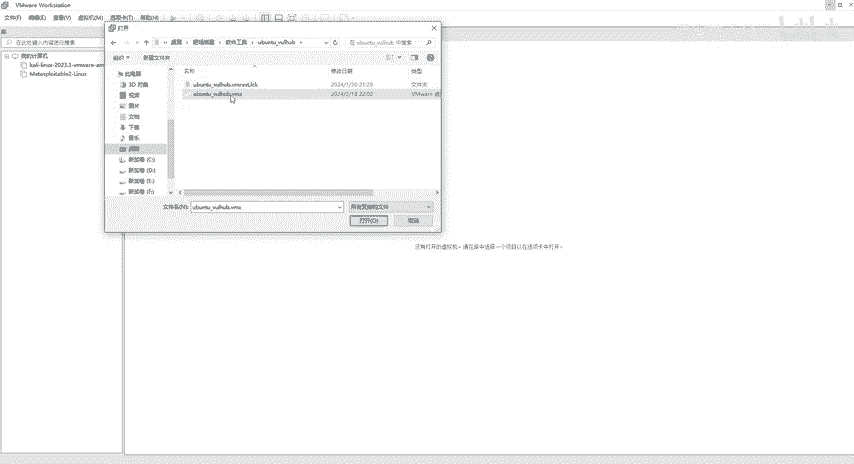 VMware Workstation
文件(F) 编辑(E) 查看(V) 虚拟机(M) 选项卡(T) 帮助(H)
库
在此处键入内容进行搜索
我的计算机
kali-linux-2023.3-vmware-am
Metasploitable2-Linux
打开
桌面 软件工具 ubuntu_vulhub
在 ubuntu_vulhub 中搜索
组织 新建文件夹
名称 修改日期 类型
ubuntu_vulhub.vmx.lck 2024/1/30 21:29 文件夹
ubuntu_vulhub.vmx 2024/2/18 22:02 VMware
此电脑
3D 对象
视频
图片
文档
下载
音乐
桌面
新加卷 (C:)
新加卷 (D:)
新加卷 (E:)
新加卷 (F:)
文件名(N): ubuntu_vulhub.vmx
所有支持的文件
打开(O) 取消
没有打开的虚拟机。请在库中选择一个项目以在选项卡中打开。